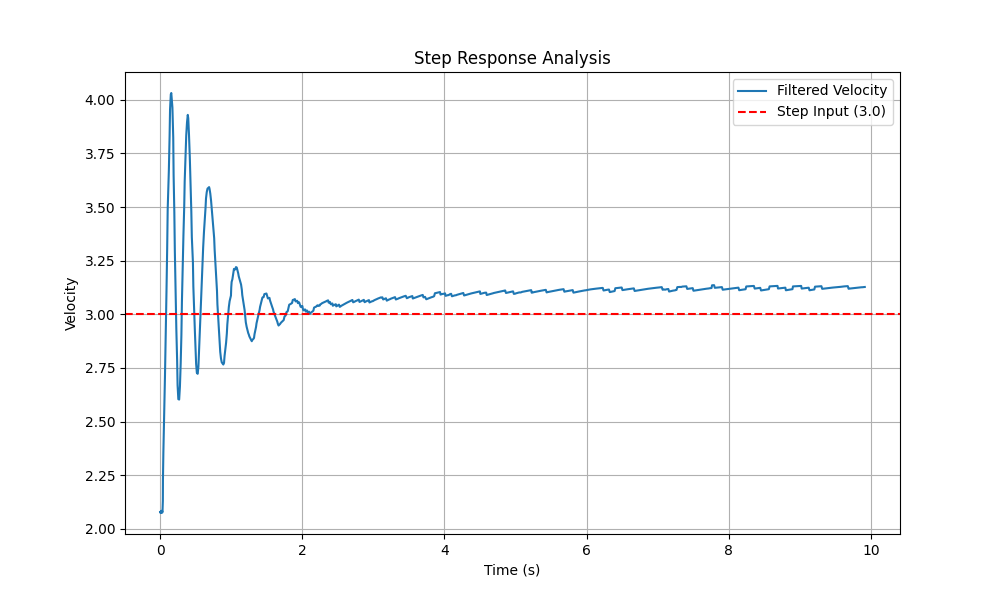 Step Response Analysis
Filtered Velocity
Step Input (3.0)
Velocity
4.00
3.75
3.50
3.25
3.00
2.75
2.50
2.25
2.00
0 2 4 6 8 10
Time (s)